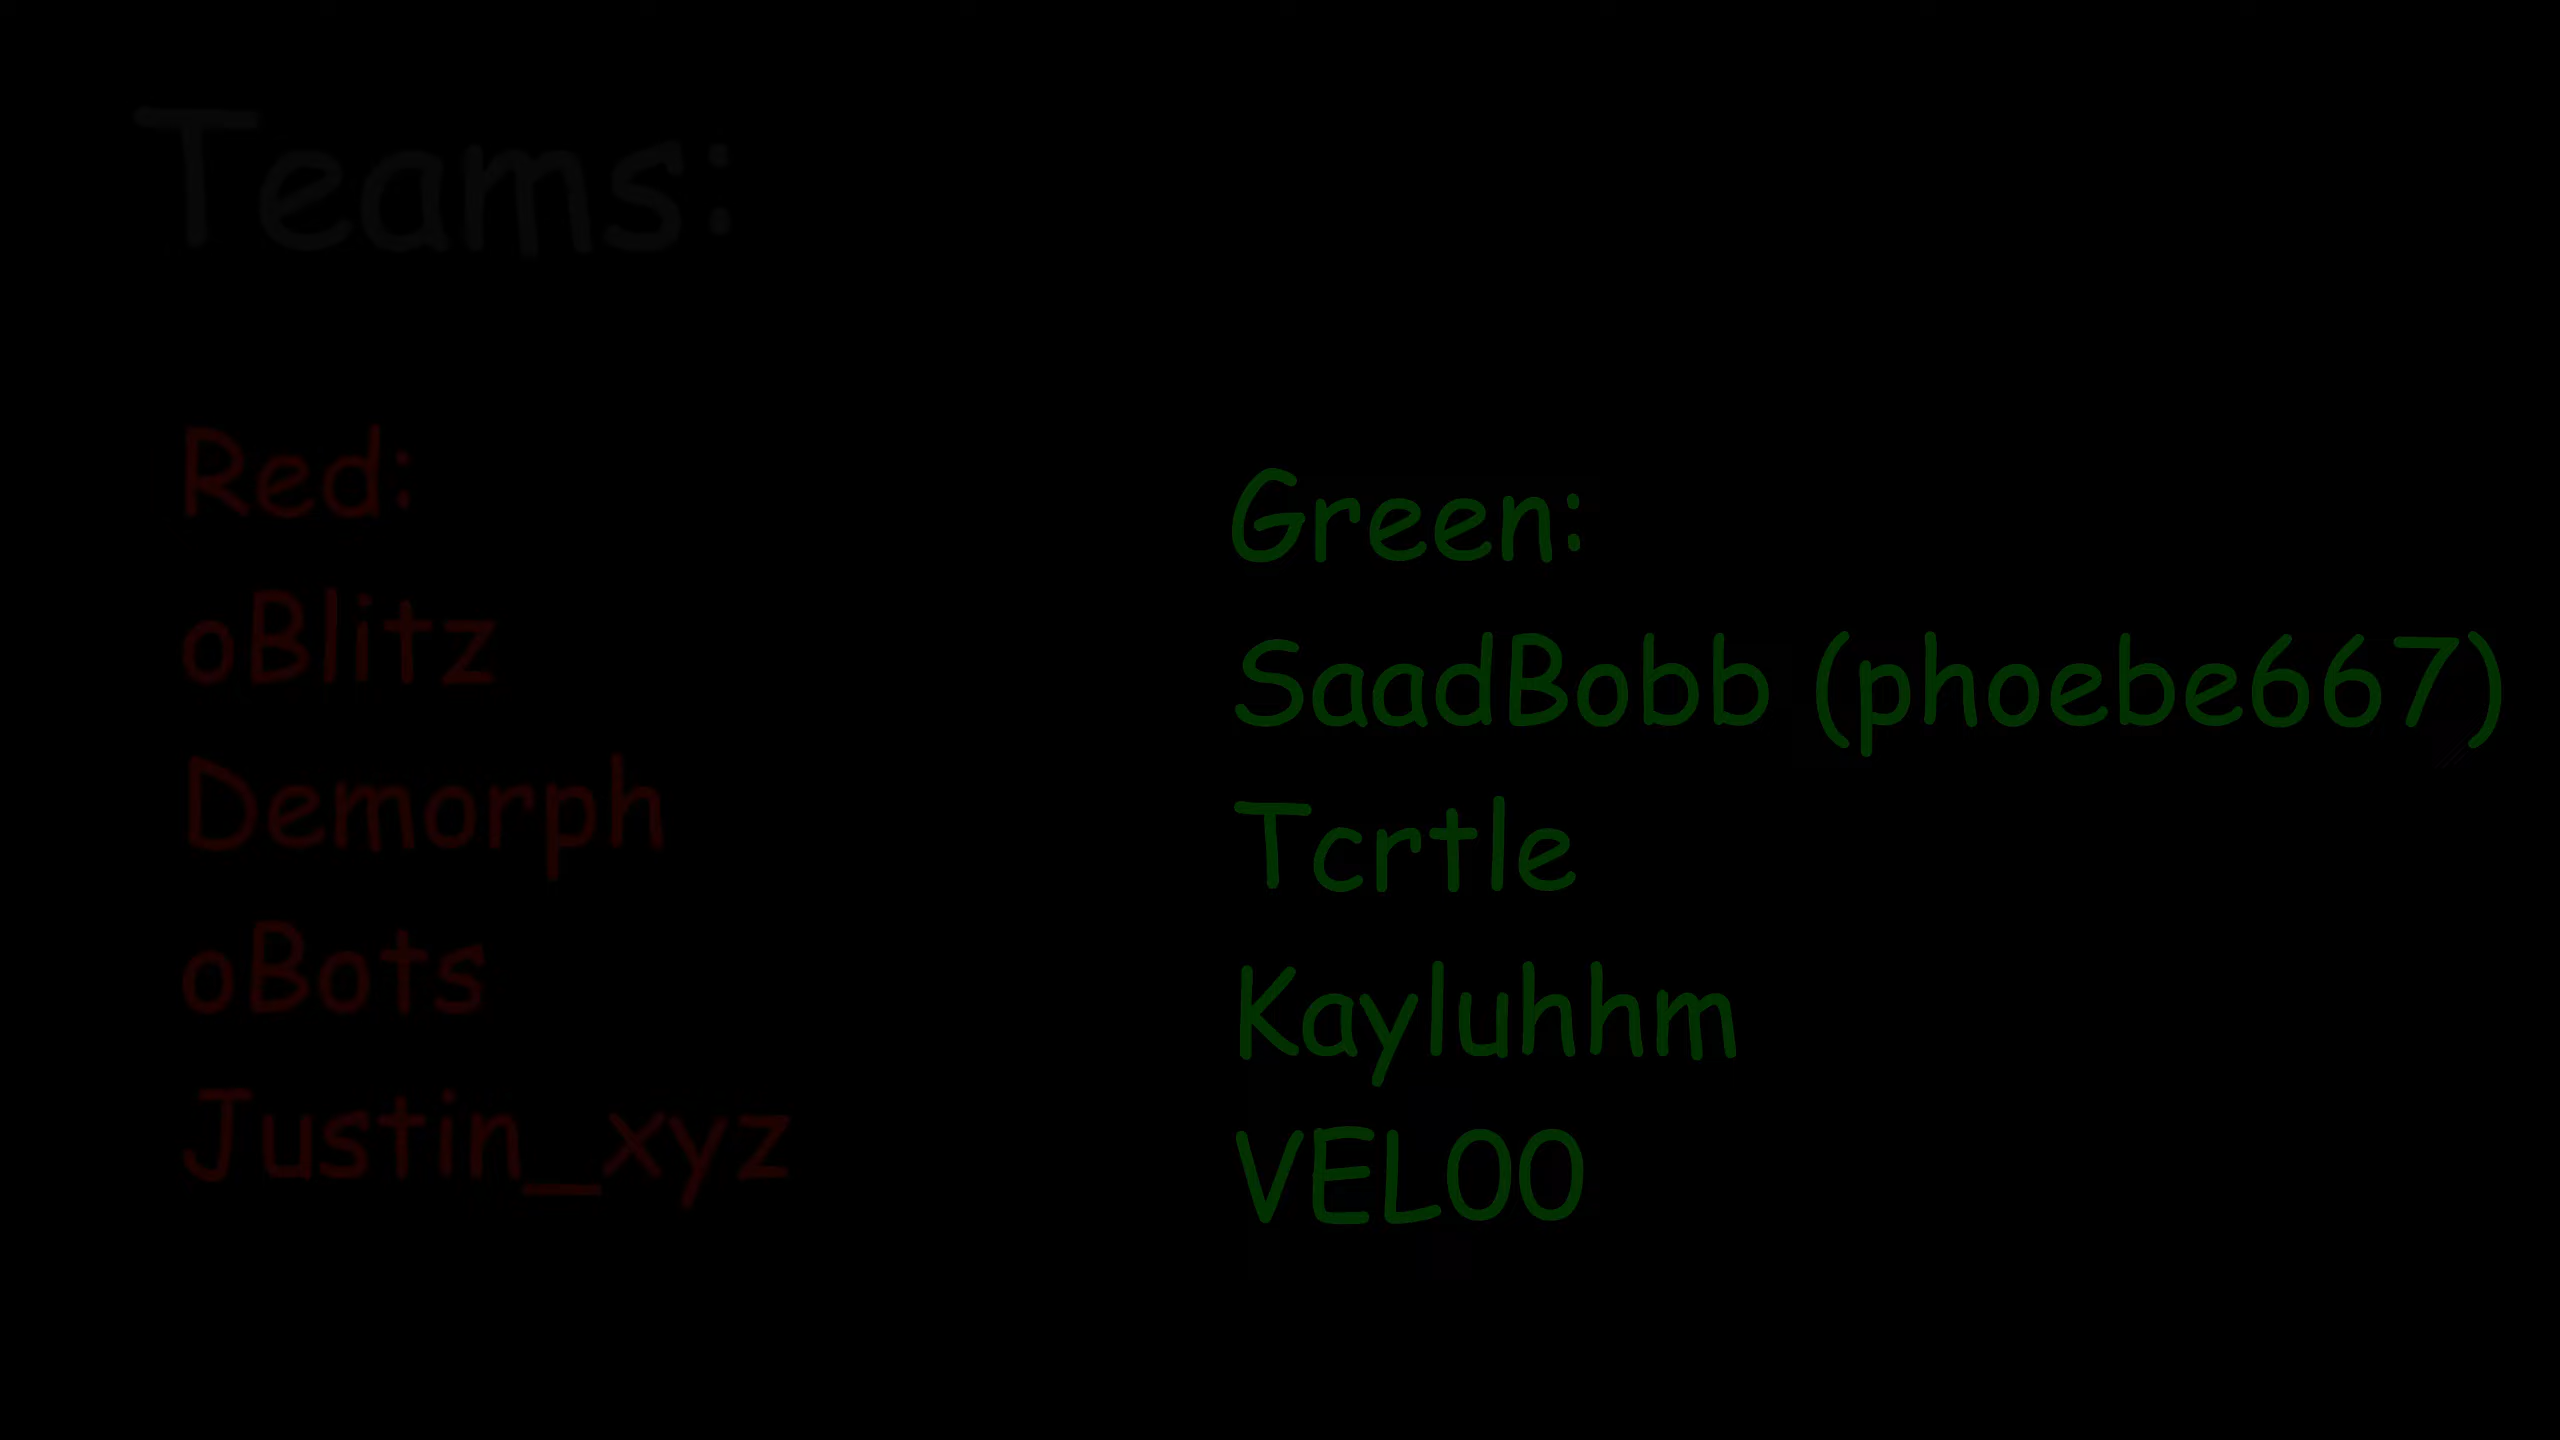 Teams:
Red:
oBlitz
Demorph
oBots
Justin_xyz
Green:
SaadBobb (phoebe667)
Tcrtle
Kayluhhm
VEL00